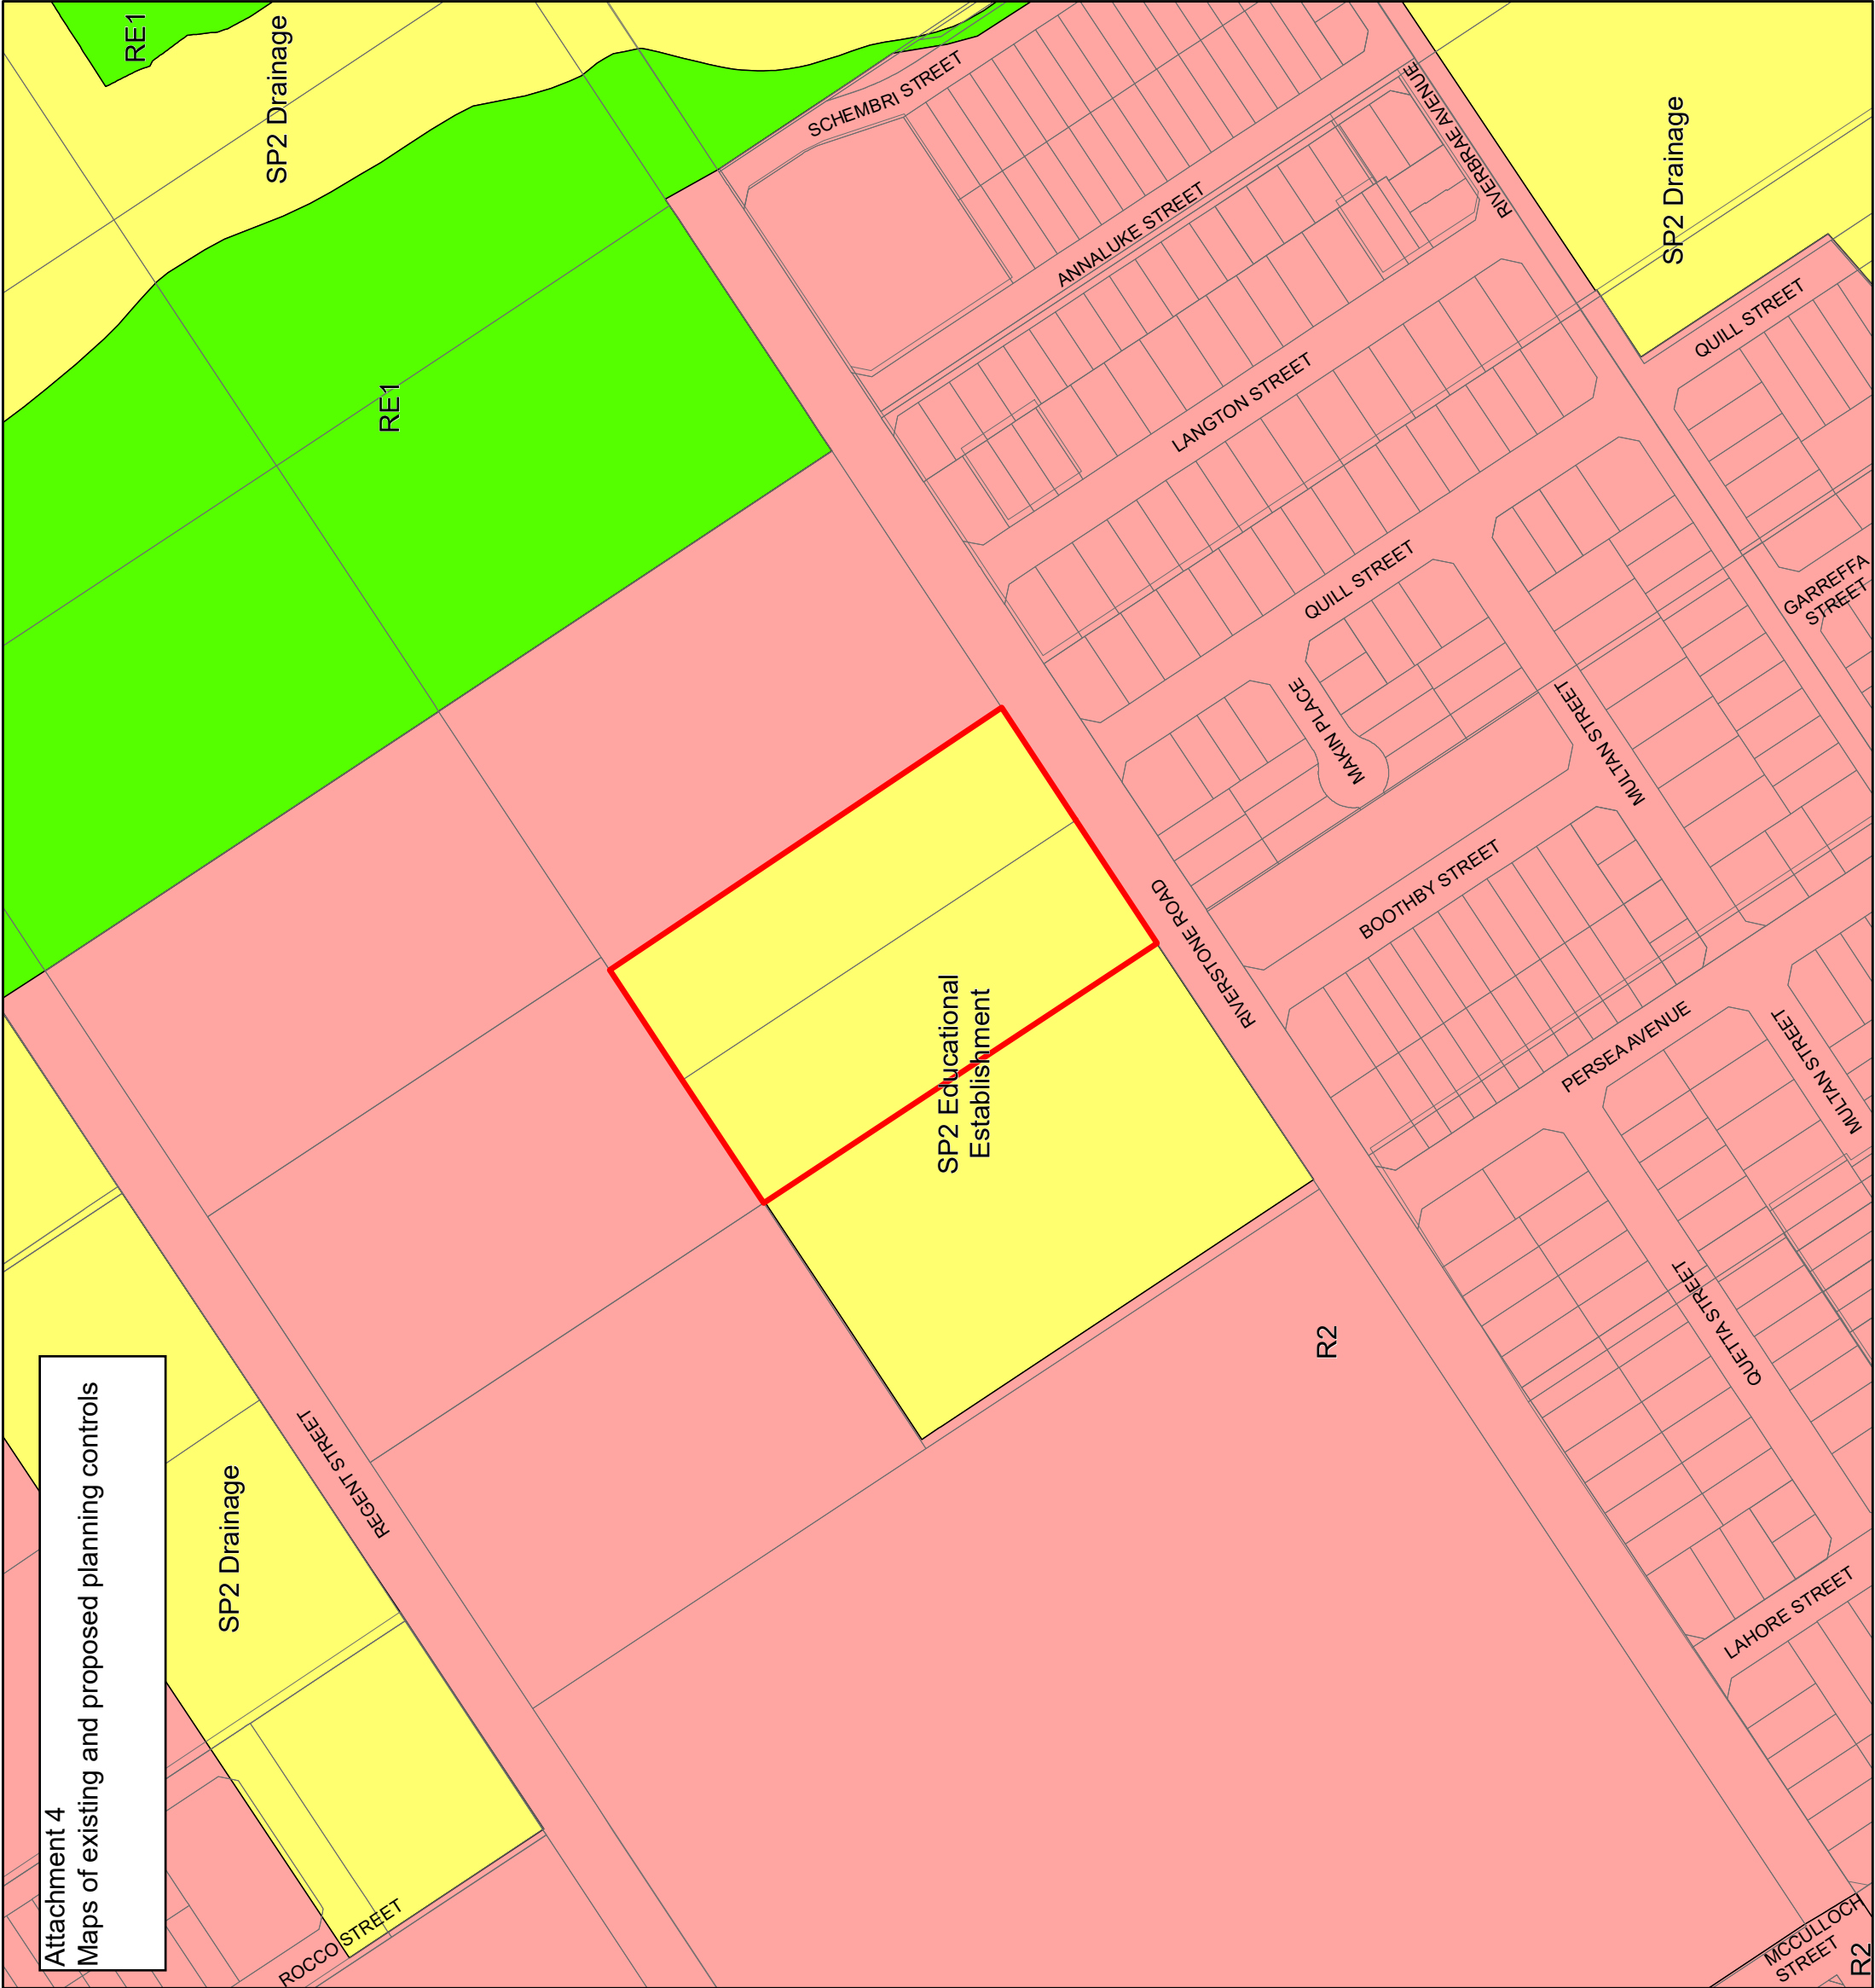 Attachment 4
Maps of existing and proposed planning controls
RE1
SP2 Drainage
RE1
SCHEMBRI STREET
ANNALUKE STREET
RIVERBRAE AVENUE
SP2 Drainage
LANGTON STREET
QUILL STREET
QUILL STREET
GARREFFA
STREET
MAKIN PLACE
MULTAN STREET
BOOTHBY STREET
RIVERSTONE ROAD
SP2 Educational
Establishment
PERSEA AVENUE
MULTAN STREET
QUETTA STREET
R2
REGENT STREET
SP2 Drainage
LAHORE STREET
ROCCO STREET
MCCULLOCH
STREET
R2